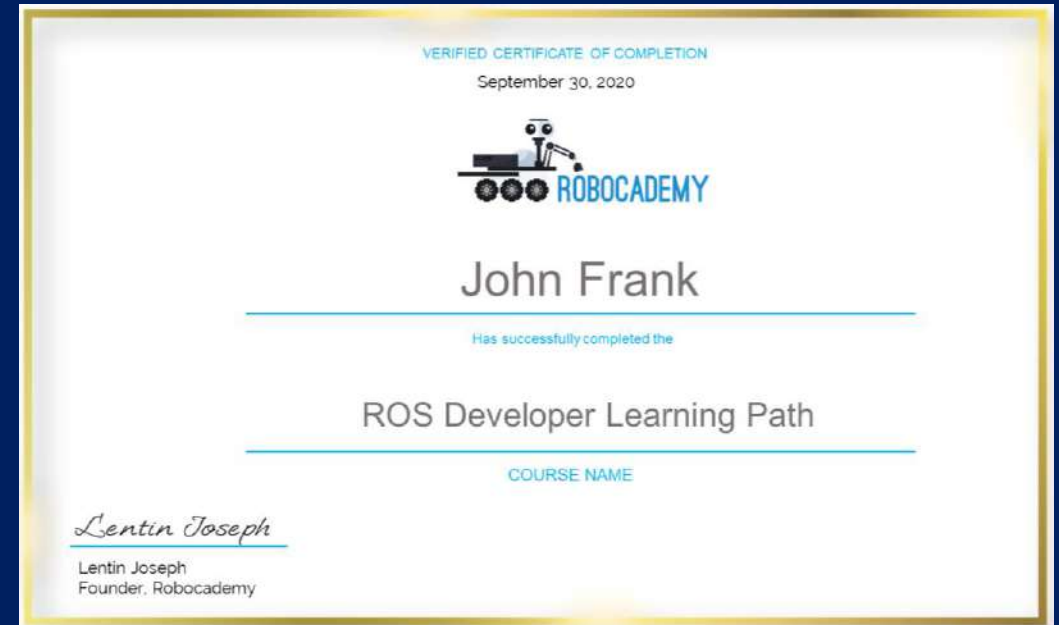 VERIFIED CERTIFICATE OF COMPLETION
September 30, 2020
ROBOCADEMY
John Frank
Has successfully completed the
ROS Developer Learning Path
COURSE NAME
Lentin Joseph
Lentin Joseph
Founder, Robocademy